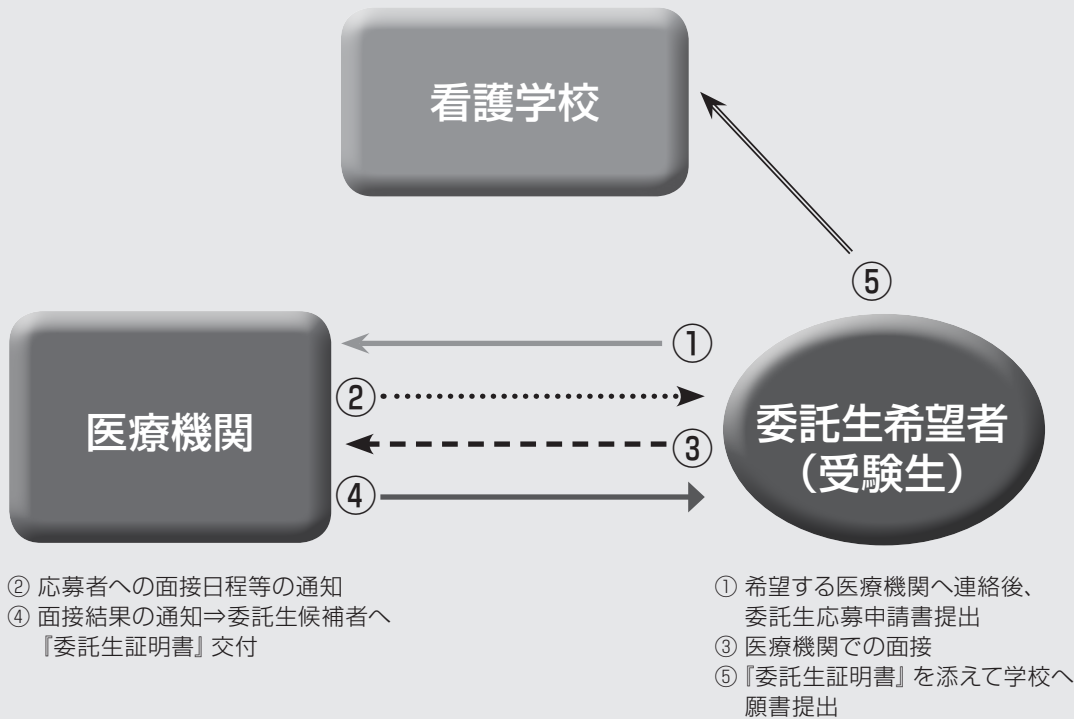 看護学校
⑤
医療機関
①
②
③
④
委託生希望者
（受験生）
② 応募者への面接日程等の通知
④ 面接結果の通知⇒委託生候補者へ
『委託生証明書』交付
① 希望する医療機関へ連絡後、
委託生応募申請書提出
③ 医療機関での面接
⑤『委託生証明書』を添えて学校へ
願書提出